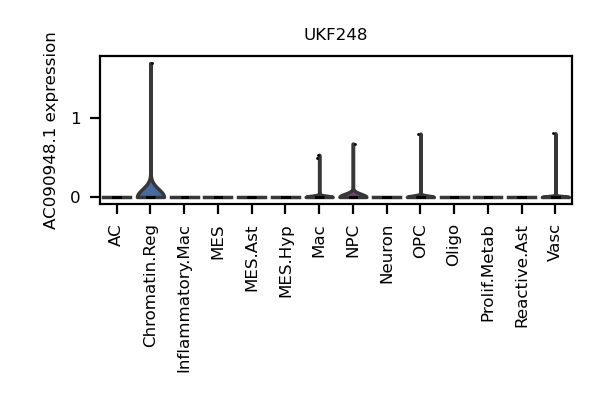 UKF248
AC090948.1 expression
1
0
AC
Chromatin.Reg
Inflammatory.Mac
MES
MES.Ast
MES.Hyp
Mac
NPC
Neuron
OPC
Oligo
Prolif.Metab
Reactive.Ast
Vasc